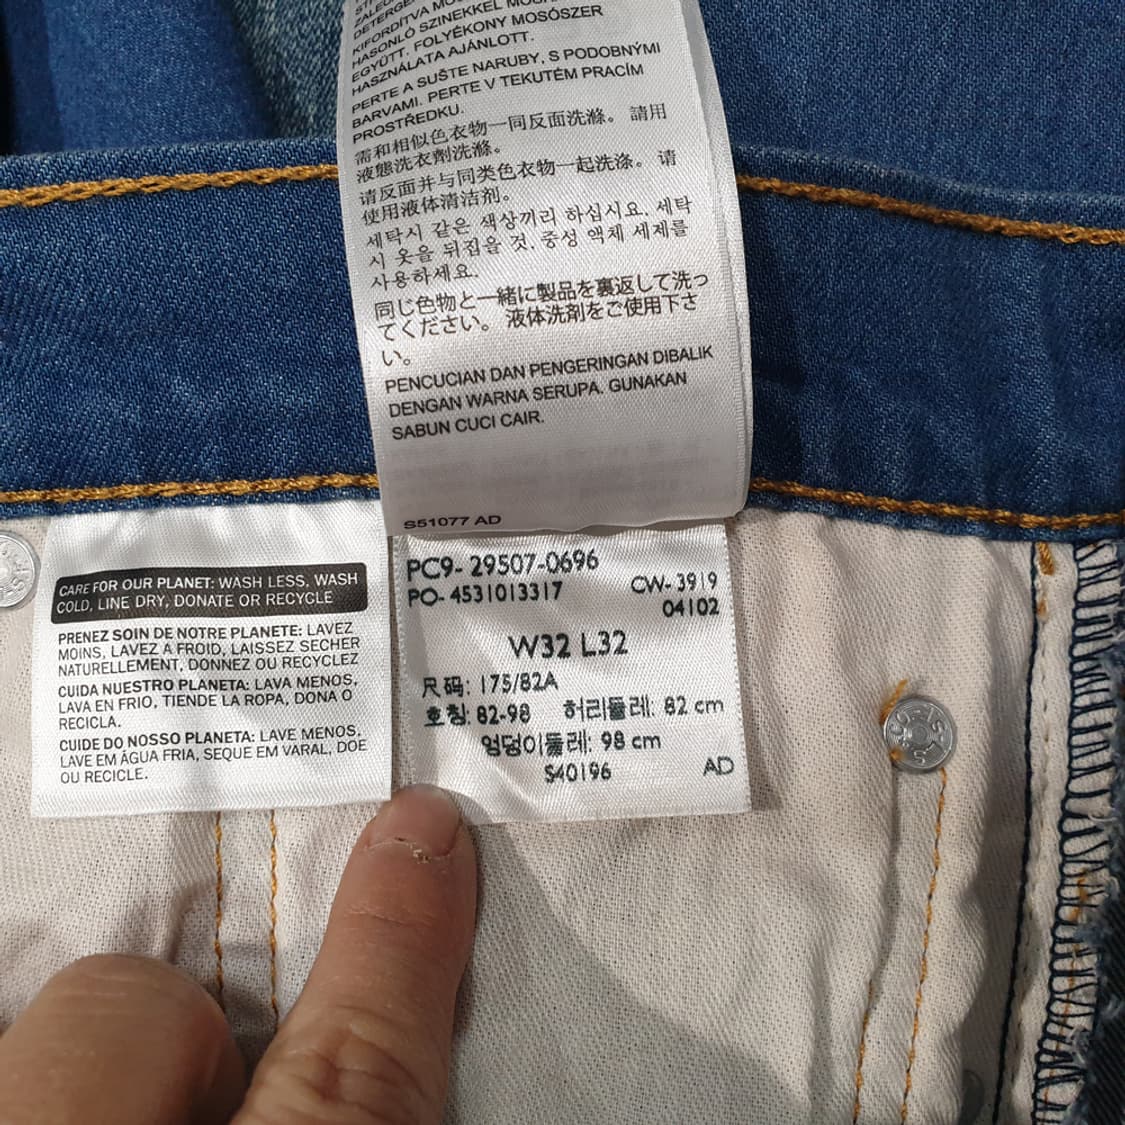 DETERGE
KIFORDÍTVA MO
HASONLÓ SZINEKKEL MOG
EGYÜTT. FOLYÉKONY MOSÓSZER
HASZNÁLATA AJÁNLOTT.
PERTE A SUŠTE NARUBY, S PODOBNÝMI
BARVAMI. PERTE V TEKUTÉM PRACÍM
PROSTŘEDKU.
需和相似色衣物一同反面洗滌。 請用
液態洗衣劑洗滌。
请反面并与同类色衣物一起洗涤。 请
使用液体清洁剂.
세탁시 같은 색상끼리 하십시요. 세탁
시 옷을 뒤집을 것. 중성 액체 세제를
사용하세요.
同じ色物と一緒に製品を裏返して洗っ
てください。 液体洗剤をご使用下さ
い。
PENCUCIAN DAN PENGERINGAN DIBALIK
DENGAN WARNA SERUPA. GUNAKAN
SABUN CUCI CAIR.
S51077 AD
CARE FOR OUR PLANET: WASH LESS, WASH
COLD, LINE DRY, DONATE OR RECYCLE
PRENEZ SOIN DE NOTRE PLANETE: LAVEZ
MOINS, LAVEZ A FROID, LAISSEZ SECHER
NATURELLEMENT, DONNEZ OU RECYCLEZ
CUIDA NUESTRO PLANETA: LAVA MENOS,
LAVA EN FRIO, TIENDE LA ROPA, DONA O
RECICLA.
CUIDE DO NOSSO PLANETA: LAVE MENOS,
LAVE EM ÁGUA FRIA, SEQUE EM VARAL, DOE
OU RECICLE.
PC9- 29507-0696
PO- 4531013317 CW- 3919
04102
W32 L32
尺码: 175/82A
호칭: 82-98 허리둘레: 82 cm
엉덩이둘레: 98 cm
S40196 AD